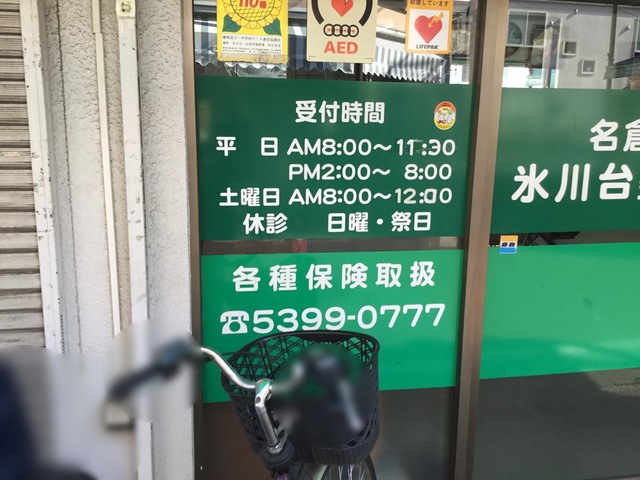 110
AED
LIFEPAK
受付時間
平 日 AM8:00～11:30
PM2:00～ 8:00
土曜日 AM8:00～12:00
休診 日曜・祭日
各種保険取扱
☎5399-0777
名倉
氷川台